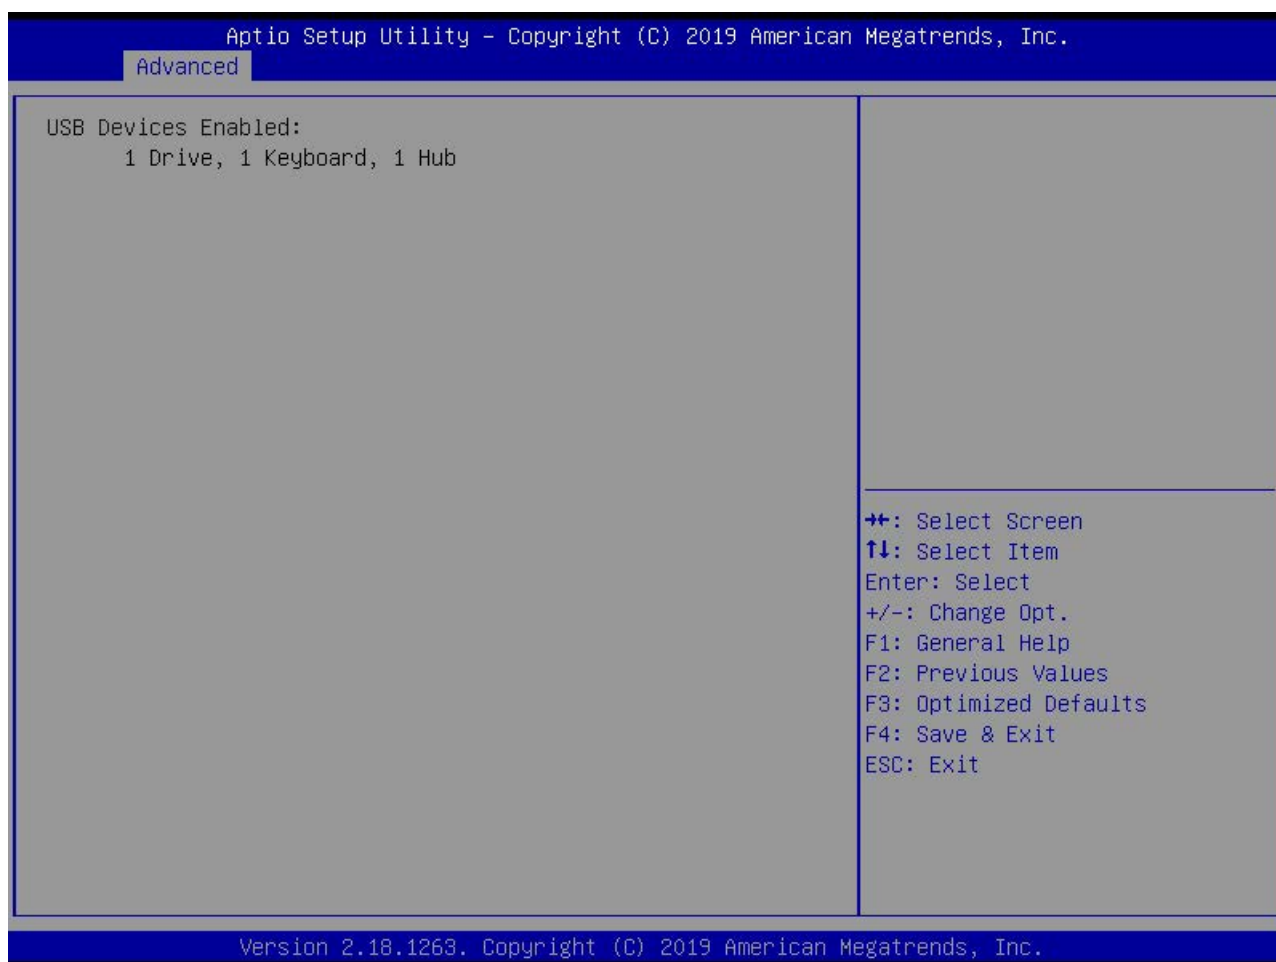 Aptio Setup Utility – Copyright (C) 2019 American Megatrends, Inc.
Advanced
USB Devices Enabled:
1 Drive, 1 Keyboard, 1 Hub
→←: Select Screen
↑↓: Select Item
Enter: Select
+/-: Change Opt.
F1: General Help
F2: Previous Values
F3: Optimized Defaults
F4: Save & Exit
ESC: Exit
Version 2.18.1263. Copyright (C) 2019 American Megatrends, Inc.